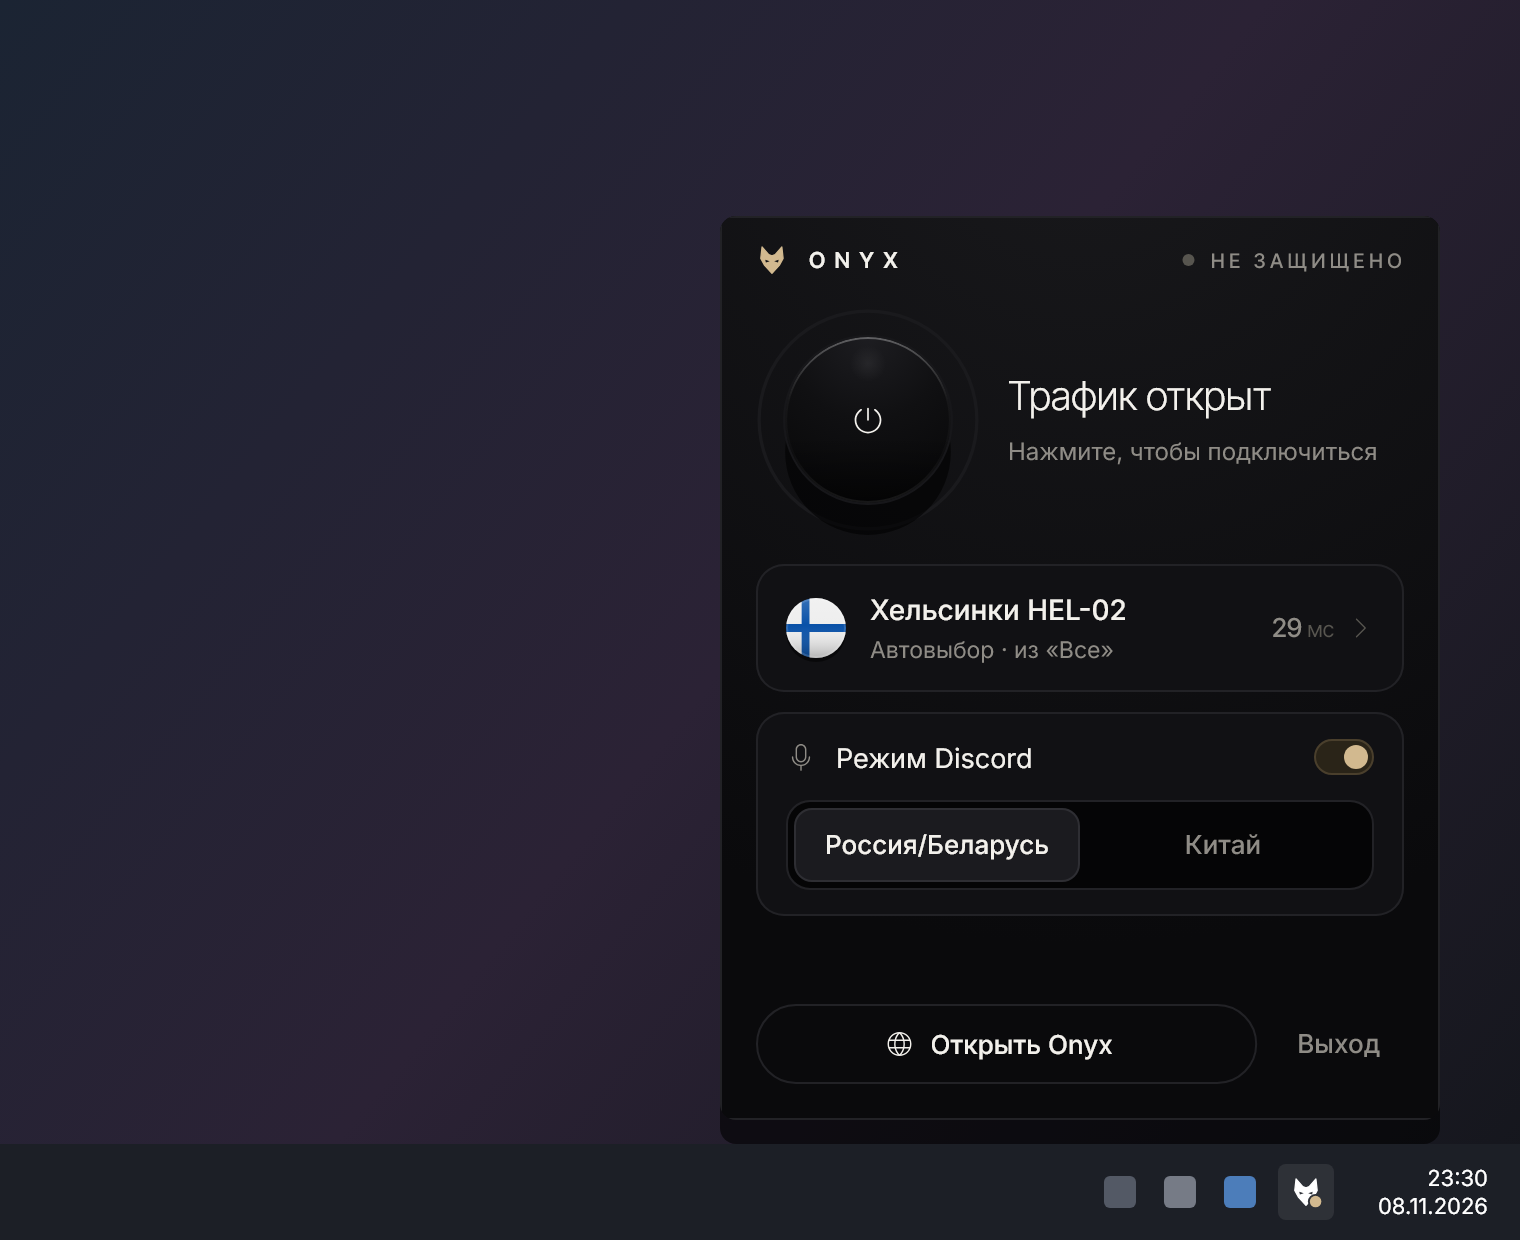 ONYX
НЕ ЗАЩИЩЕНО
Трафик открыт
Нажмите, чтобы подключиться
Хельсинки HEL-02
Автовыбор · из «Все»
29 мс
Режим Discord
Россия/Беларусь
Китай
Открыть Onyx
Выход
23:30
08.11.2026